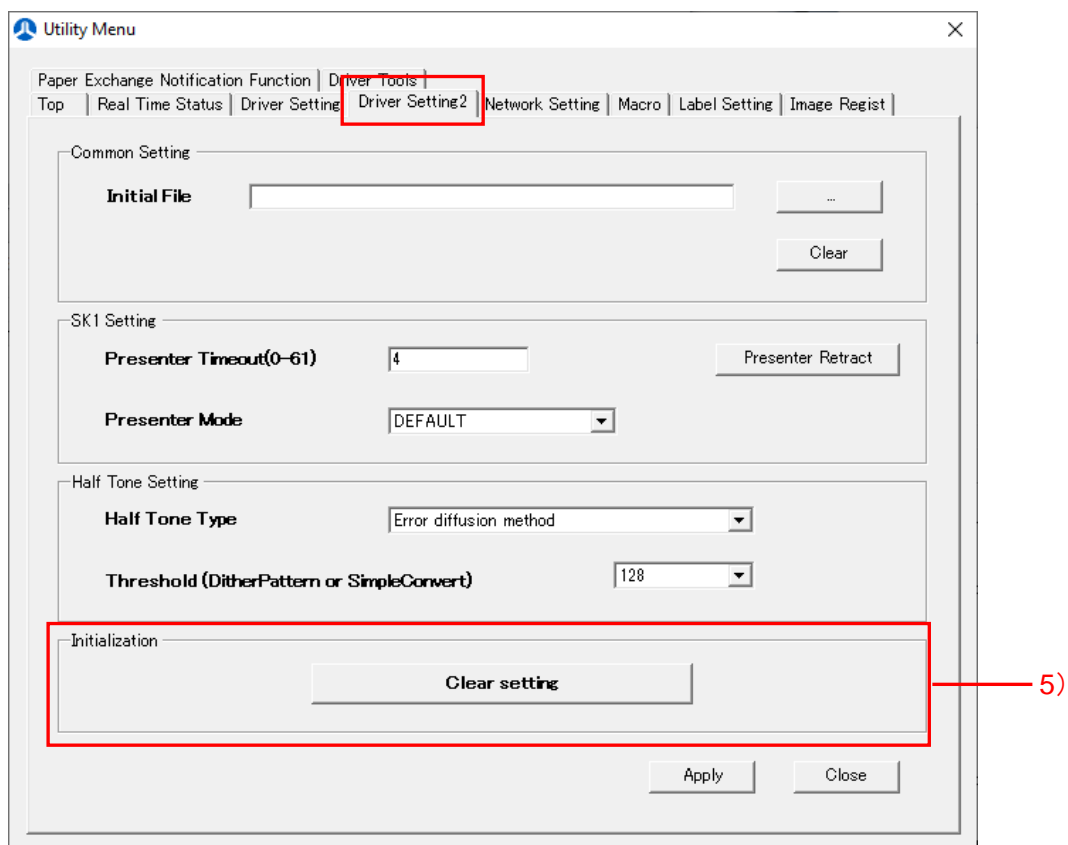 Utility Menu
Paper Exchange Notification Function Driver Tools
Top Real Time Status Driver Setting Driver Setting2 Network Setting Macro Label Setting Image Regist
Common Setting
Initial File ...
Clear
SK1 Setting
Presenter Timeout(0-61) 4 Presenter Retract
Presenter Mode DEFAULT
Half Tone Setting
Half Tone Type Error diffusion method
Threshold (DitherPattern or SimpleConvert) 128
Initialization
Clear setting 5)
Apply Close